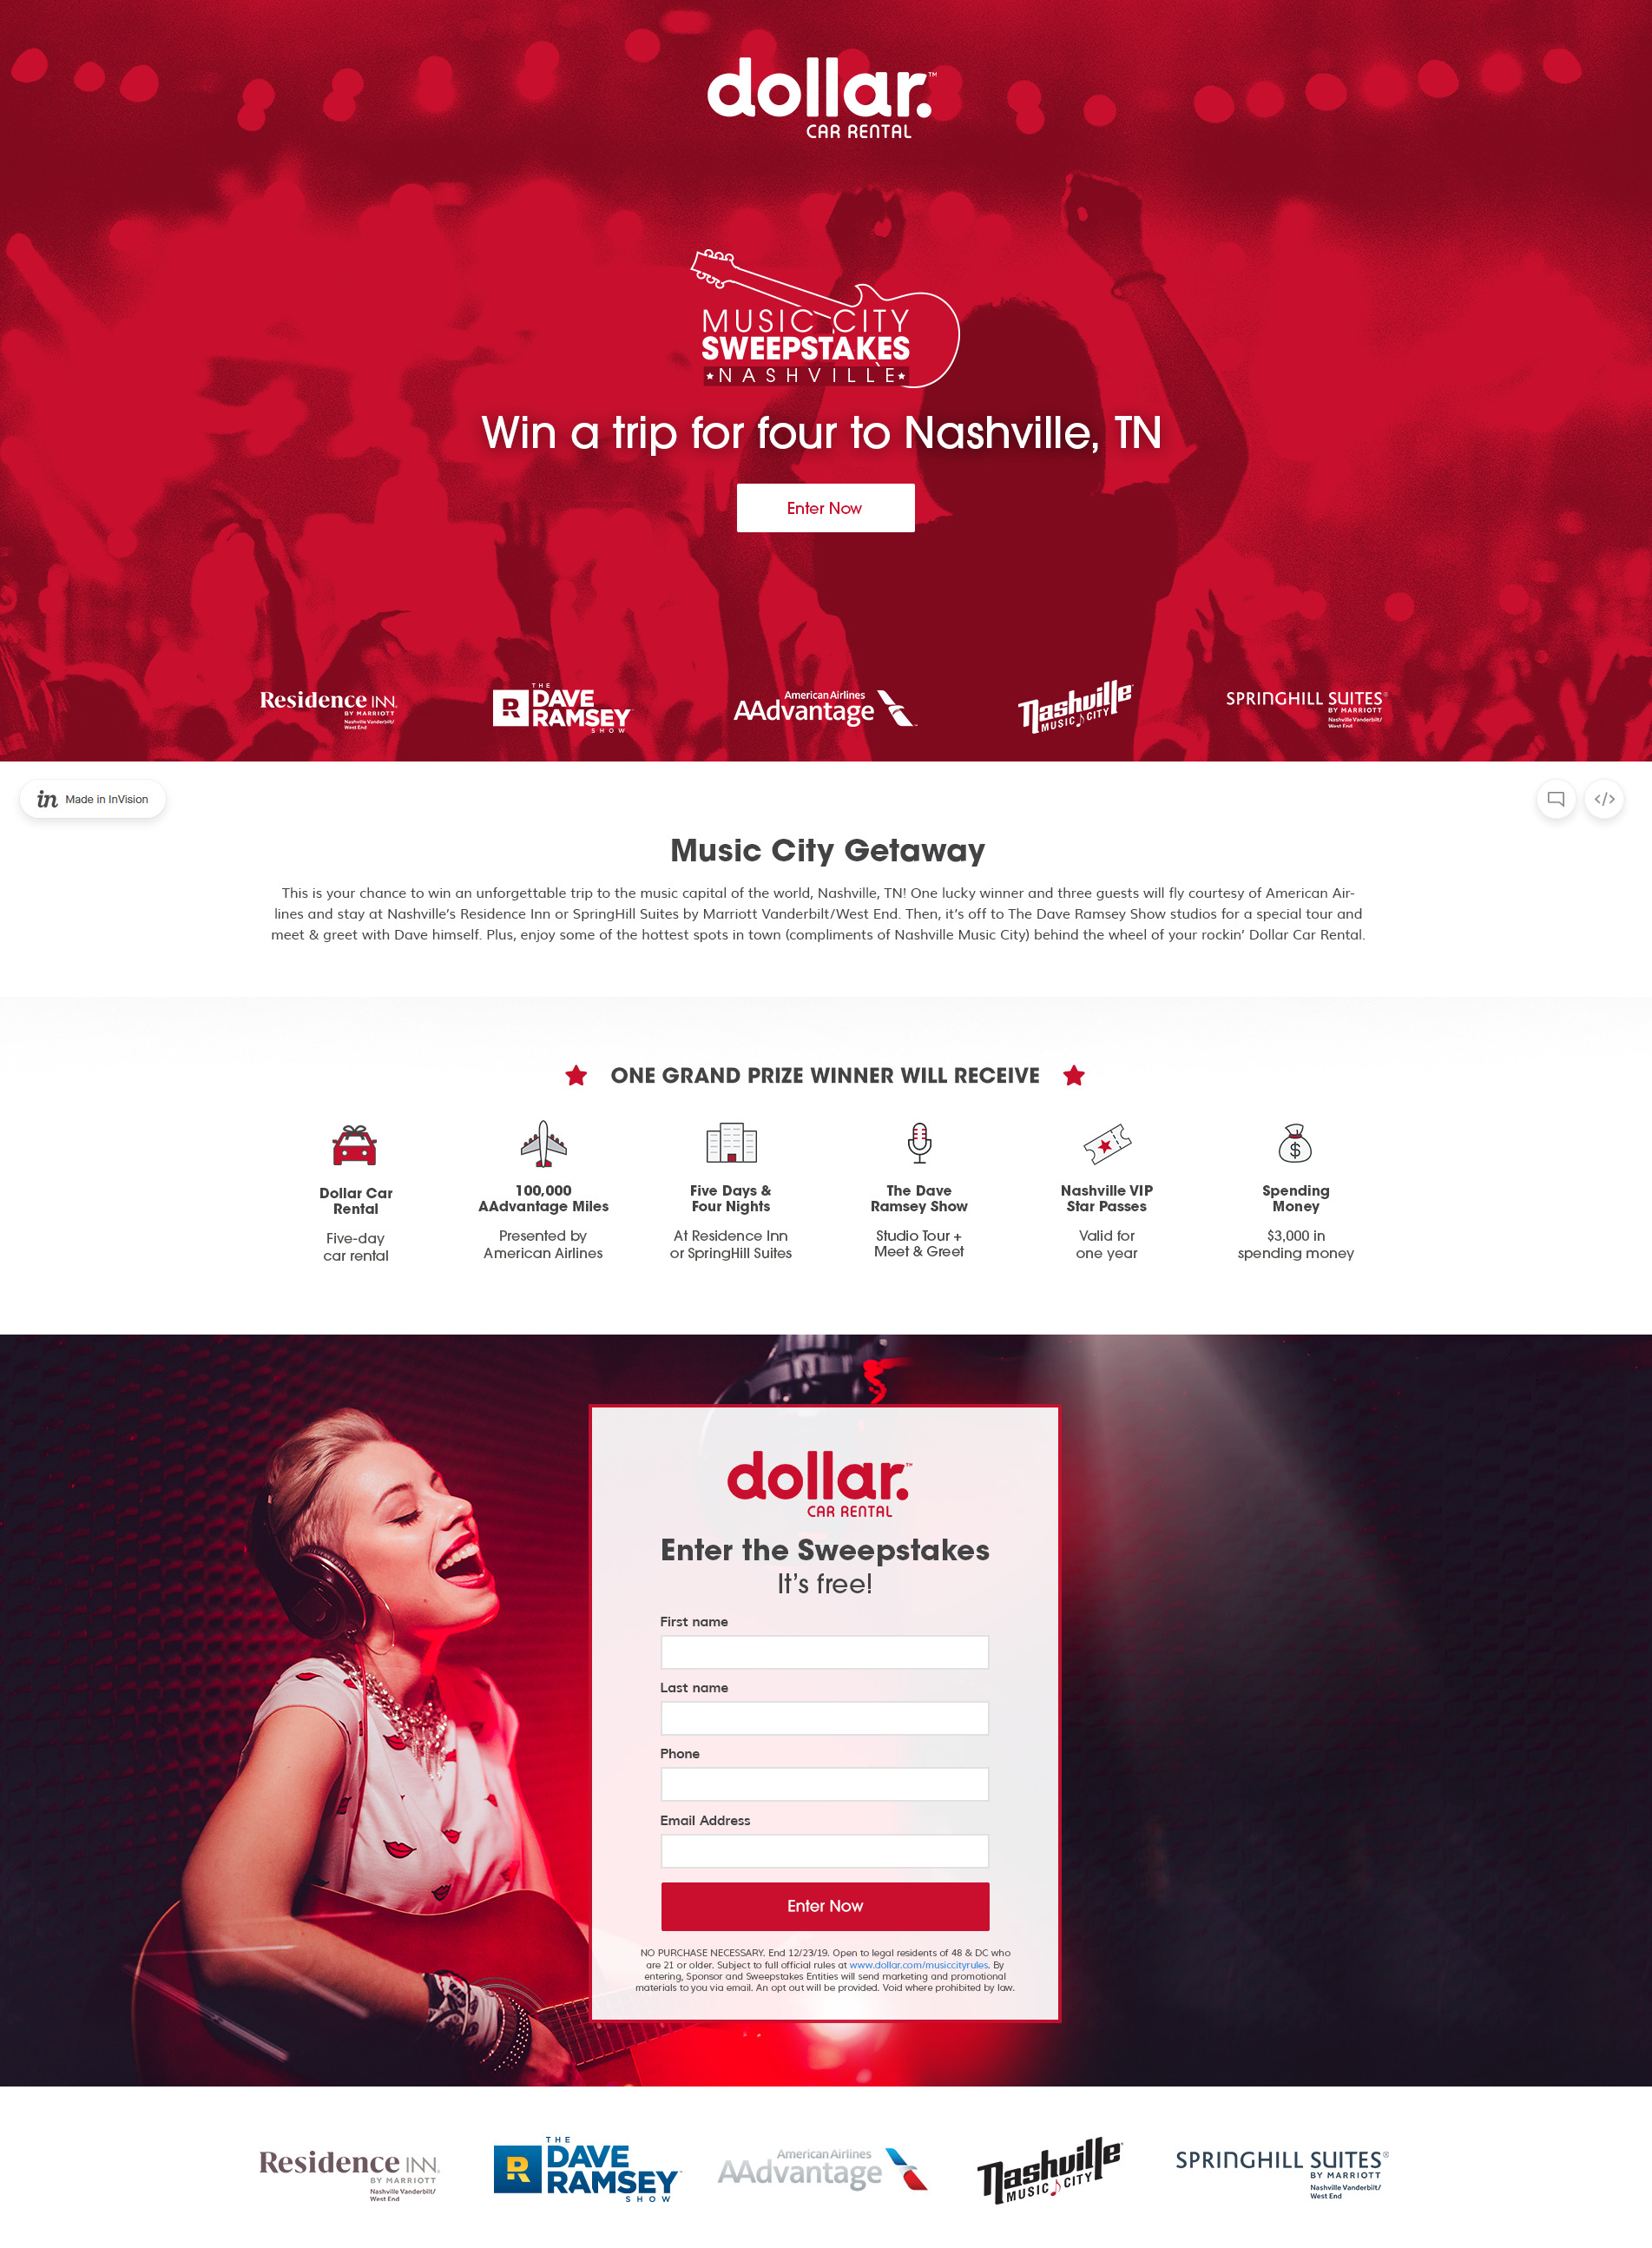 dollar.™
CAR RENTAL
MUSIC CITY
SWEEPSTAKES
NASHVILLE
Win a trip for four to Nashville, TN
Enter Now
Residence INN.
BY MARRIOTT
Nashville Vanderbilt/
West End
THE
R DAVE
RAMSEY
SHOW
American Airlines
AAdvantage
Nashville
MUSIC CITY
SPRINGHILL SUITES®
BY MARRIOTT
Nashville Vanderbilt/
West End
in Made in InVision
</>
Music City Getaway
This is your chance to win an unforgettable trip to the music capital of the world, Nashville, TN! One lucky winner and three guests will fly courtesy of American Air-
lines and stay at Nashville’s Residence Inn or SpringHill Suites by Marriott Vanderbilt/West End. Then, it’s off to The Dave Ramsey Show studios for a special tour and
meet & greet with Dave himself. Plus, enjoy some of the hottest spots in town (compliments of Nashville Music City) behind the wheel of your rockin’ Dollar Car Rental.
ONE GRAND PRIZE WINNER WILL RECEIVE
Dollar Car
Rental
Five-day
car rental
100,000
AAdvantage Miles
Presented by
American Airlines
Five Days &
Four Nights
At Residence Inn
or SpringHill Suites
The Dave
Ramsey Show
Studio Tour +
Meet & Greet
Nashville VIP
Star Passes
Valid for
one year
$
Spending
Money
$3,000 in
spending money
dollar.™
CAR RENTAL
Enter the Sweepstakes
It’s free!
First name
Last name
Phone
Email Address
Enter Now
NO PURCHASE NECESSARY. End 12/23/19. Open to legal residents of 48 & DC who
are 21 or older. Subject to full official rules at www.dollar.com/musiccityrules. By
entering, Sponsor and Sweepstakes Entities will send marketing and promotional
materials to you via email. An opt out will be provided. Void where prohibited by law.
Residence INN.
BY MARRIOTT
Nashville Vanderbilt/
West End
THE
R DAVE
RAMSEY
SHOW
American Airlines
AAdvantage
Nashville
MUSIC CITY
SPRINGHILL SUITES®
BY MARRIOTT
Nashville Vanderbilt/
West End